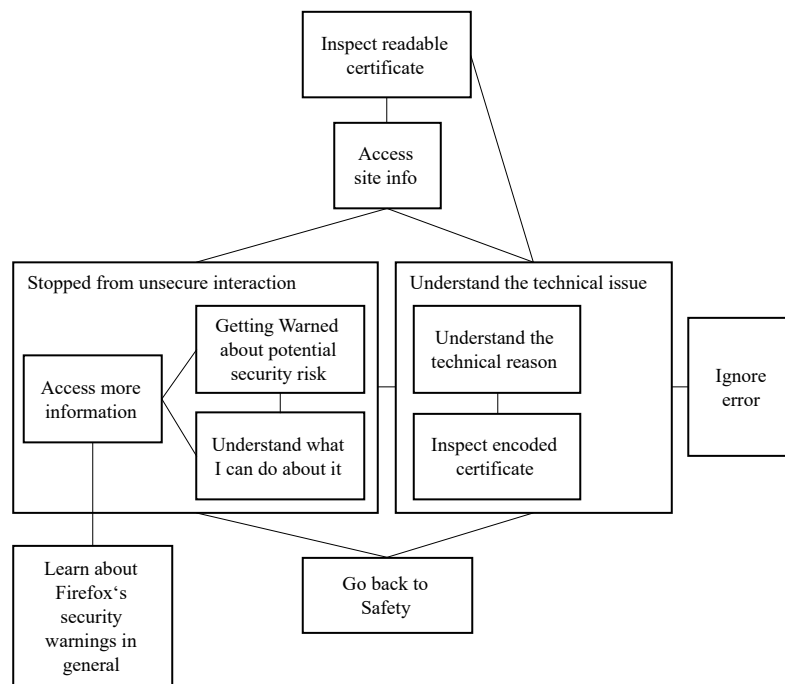 Inspect readable
certificate
Access
site info
Stopped from unsecure interaction
Getting Warned
about potential
security risk
Access more
information
Understand what
I can do about it
Understand the technical issue
Understand the
technical reason
Inspect encoded
certificate
Ignore
error
Learn about
Firefox‘s
security
warnings in
general
Go back to
Safety